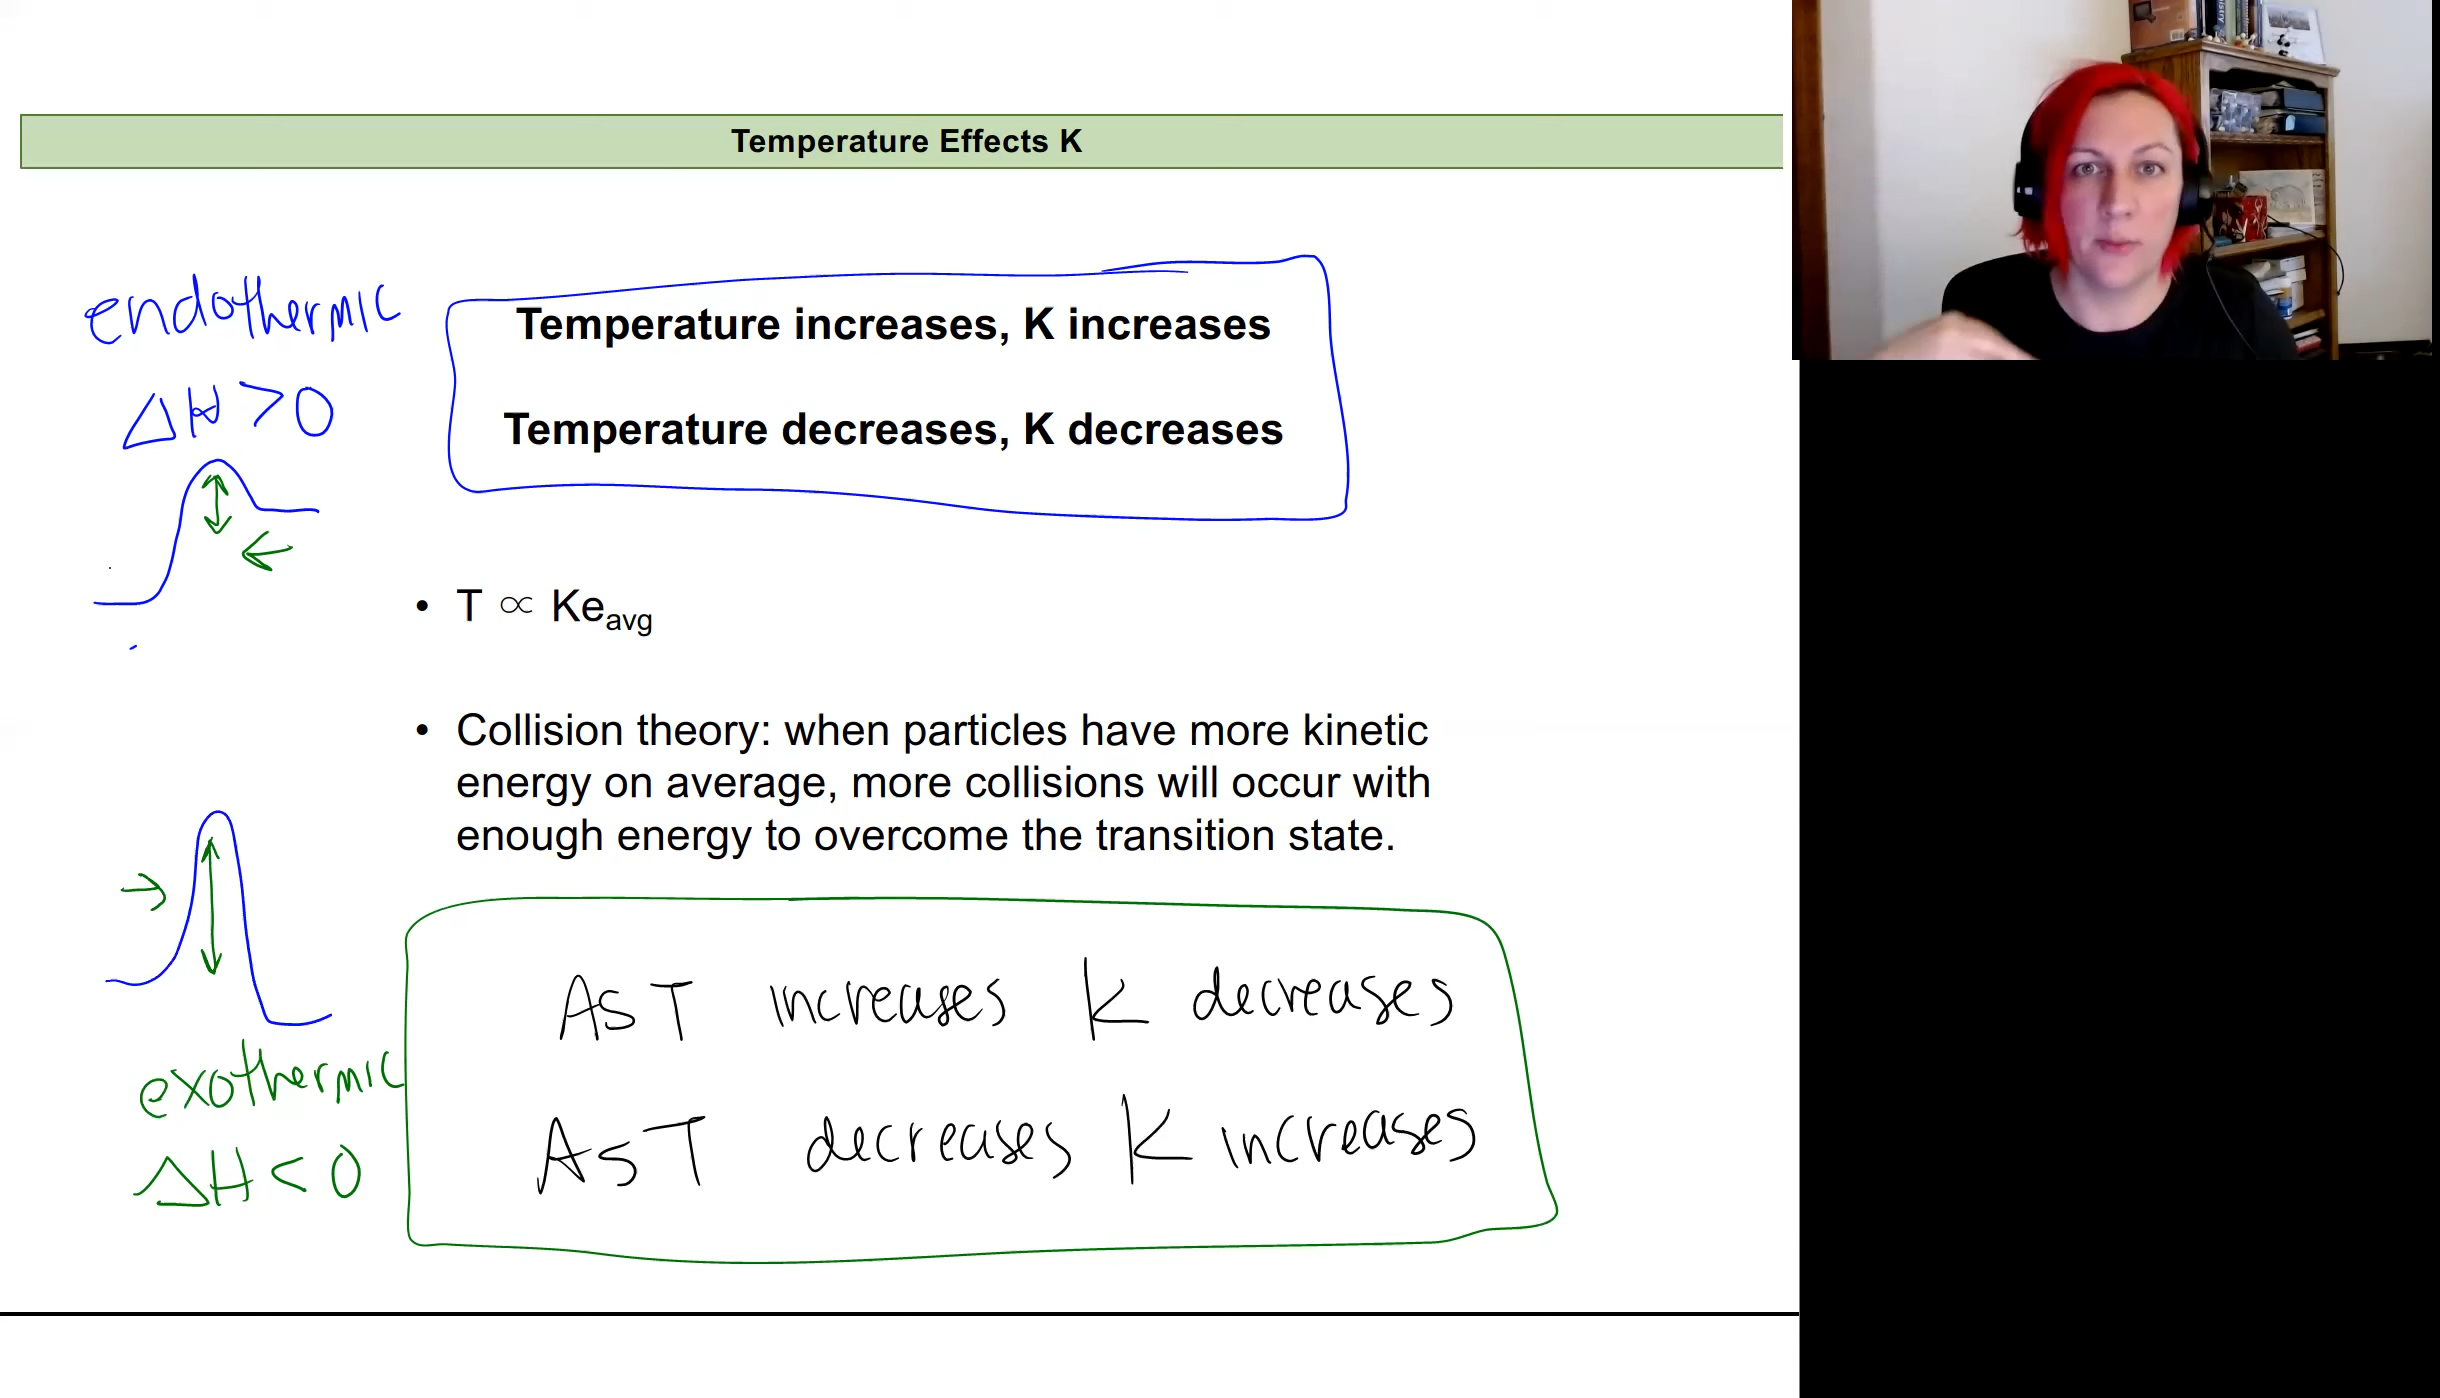 Temperature Effects K
endothermic
ΔH > 0
Temperature increases, K increases
Temperature decreases, K decreases
• T ∝ Ke_avg
• Collision theory: when particles have more kinetic
energy on average, more collisions will occur with
enough energy to overcome the transition state.
exothermic
ΔH < 0
As T increases K decreases
As T decreases K increases